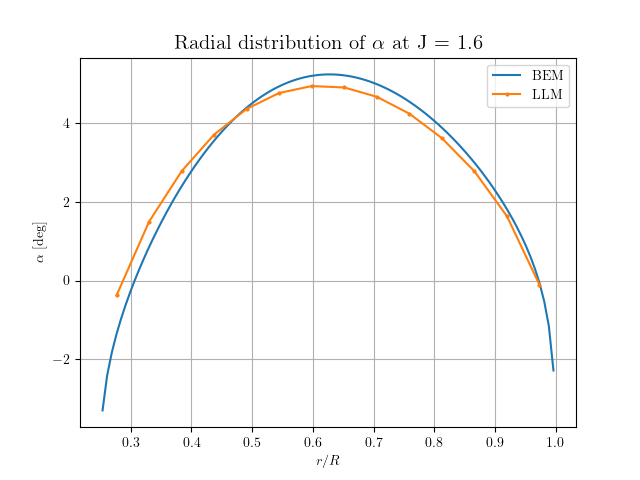 Radial distribution of α at J = 1.6
BEM
LLM
4
2
0
−2
α [deg]
0.3 0.4 0.5 0.6 0.7 0.8 0.9 1.0
r/R